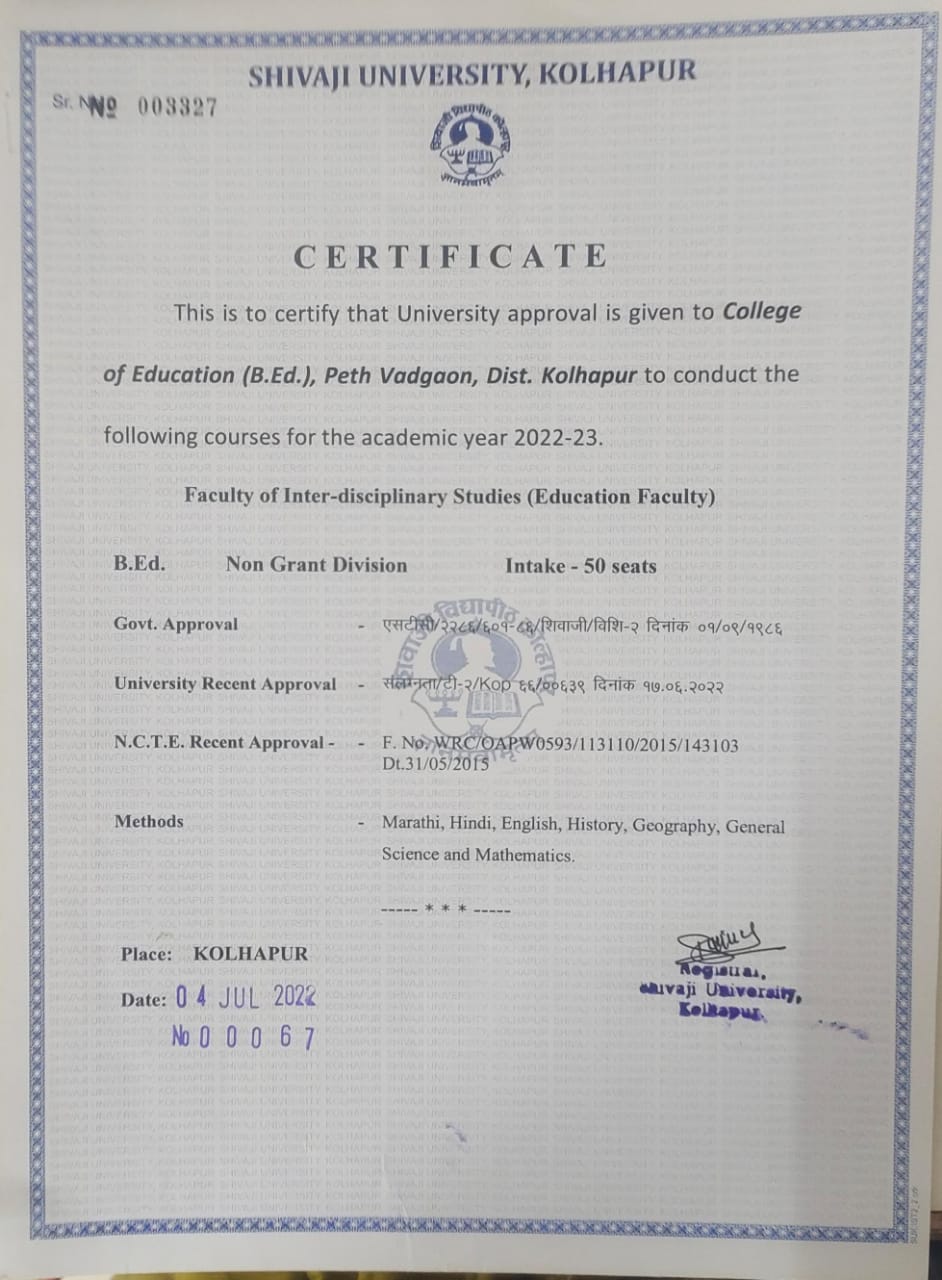 SHIVAJI UNIVERSITY, KOLHAPUR
Sr. No № 003327
शिवाजी विद्यापीठ कोल्हापूर
ज्ञानमेवामृतम्
CERTIFICATE
This is to certify that University approval is given to College
of Education (B.Ed.), Peth Vadgaon, Dist. Kolhapur to conduct the
following courses for the academic year 2022-23.
Faculty of Inter-disciplinary Studies (Education Faculty)
B.Ed. Non Grant Division Intake - 50 seats
Govt. Approval - एसटीसी/२२८६/६०१-८६/शिवाजी/विशि-२ दिनांक ०१/०९/१९८६
University Recent Approval - संलग्नता/टी-२/Kop ६६/००६३९ दिनांक १७.०६.२०२२
N.C.T.E. Recent Approval - - F. No. WRC/OAPW0593/113110/2015/143103
Dt.31/05/2015
Methods - Marathi, Hindi, English, History, Geography, General
Science and Mathematics.
----- * * * -----
Place: KOLHAPUR
Date: 04 JUL 2022
No 0 0 0 6 7
Registrar,
Shivaji University,
Kolhapur.